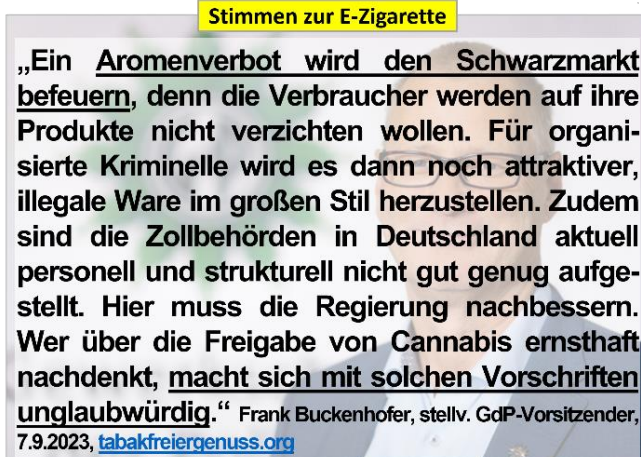 Stimmen zur E-Zigarette
„Ein Aromenverbot wird den Schwarzmarkt
befeuern, denn die Verbraucher werden auf ihre
Produkte nicht verzichten wollen. Für organi-
sierte Kriminelle wird es dann noch attraktiver,
illegale Ware im großen Stil herzustellen. Zudem
sind die Zollbehörden in Deutschland aktuell
personell und strukturell nicht gut genug aufge-
stellt. Hier muss die Regierung nachbessern.
Wer über die Freigabe von Cannabis ernsthaft
nachdenkt, macht sich mit solchen Vorschriften
unglaubwürdig.“ Frank Buckenhofer, stellv. GdP-Vorsitzender,
7.9.2023, tabakfreiergenuss.org